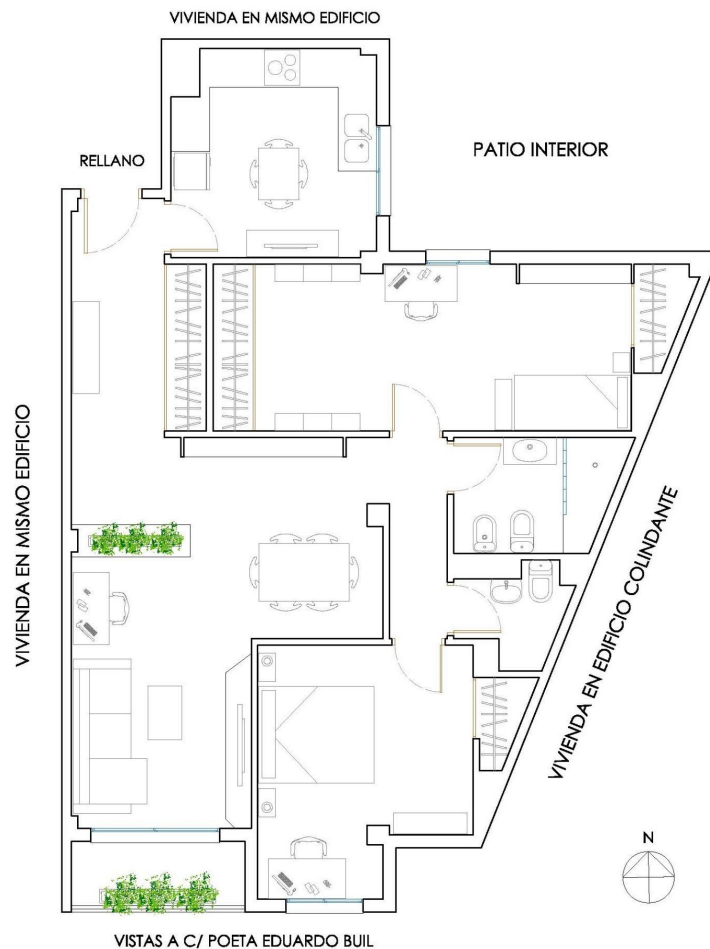 VIVIENDA EN MISMO EDIFICIO
PATIO INTERIOR
RELLANO
VIVIENDA EN MISMO EDIFICIO
VIVIENDA EN EDIFICIO COLINDANTE
N
VISTAS A C/ POETA EDUARDO BUIL